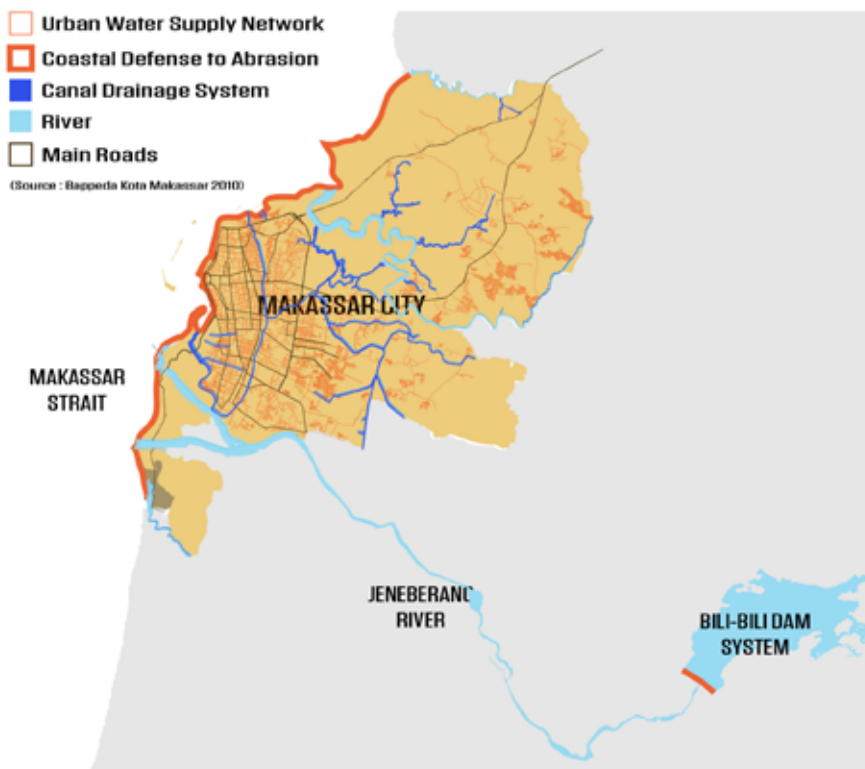 Urban Water Supply Network
Coastal Defense to Abrasion
Canal Drainage System
River
Main Roads
(Source : Bappeda Kota Makassar 2010)
MAKASSAR CITY
MAKASSAR
STRAIT
JENEBERANG
RIVER
BILI-BILI DAM
SYSTEM